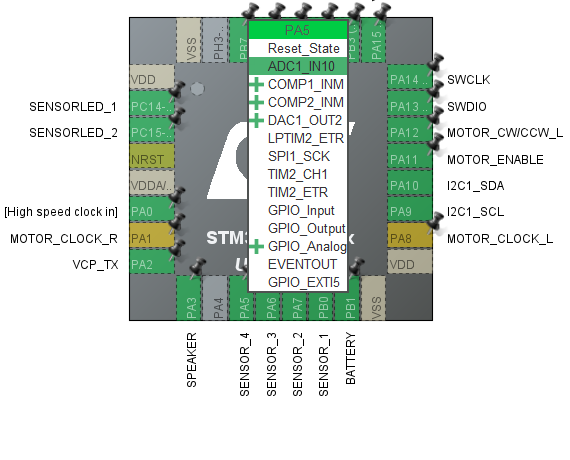 VSS
PH3-..
PB7
PA5
PB3 (J..
PA15 ..
Reset_State
ADC1_IN10
COMP1_INM
COMP2_INM
DAC1_OUT2
LPTIM2_ETR
SPI1_SCK
TIM2_CH1
TIM2_ETR
GPIO_Input
GPIO_Output
GPIO_Analog
EVENTOUT
GPIO_EXTI5
VDD
SENSORLED_1 PC14-..
SENSORLED_2 PC15-..
NRST
VDDA/..
[High speed clock in] PA0
MOTOR_CLOCK_R PA1
VCP_TX PA2
PA14 .. SWCLK
PA13 .. SWDIO
PA12 MOTOR_CW/CCW_L
PA11 MOTOR_ENABLE
PA10 I2C1_SDA
PA9 I2C1_SCL
PA8 MOTOR_CLOCK_L
VDD
STM3
x
U
PA3 PA4 PA5 PA6 PA7 PB0 PB1 VSS
SPEAKER
SENSOR_4
SENSOR_3
SENSOR_2
SENSOR_1
BATTERY